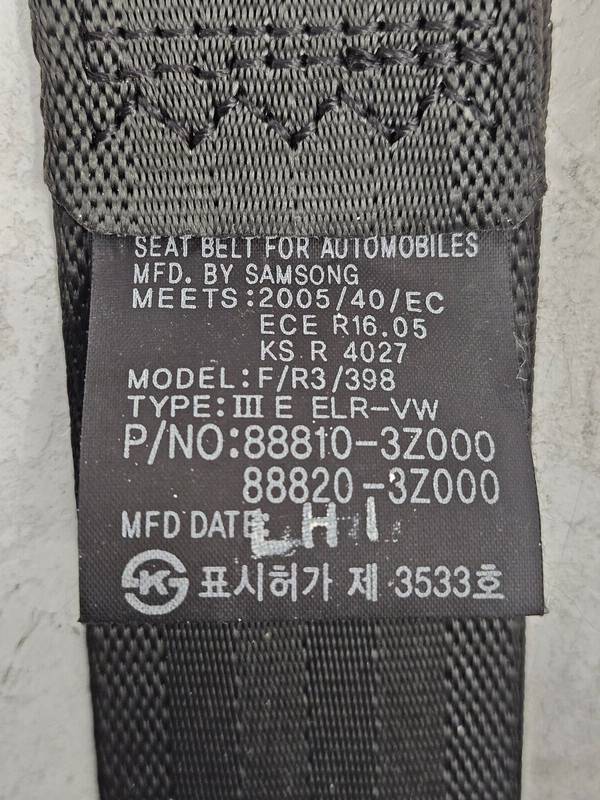 SEAT BELT FOR AUTOMOBILES
MFD. BY SAMSONG
MEETS:2005/40/EC
ECE R16.05
KS R 4027
MODEL:F/R3/398
TYPE:III E ELR-VW
P/NO:88810-3Z000
88820-3Z000
MFD DATE: LH1
표시허가 제 3533호